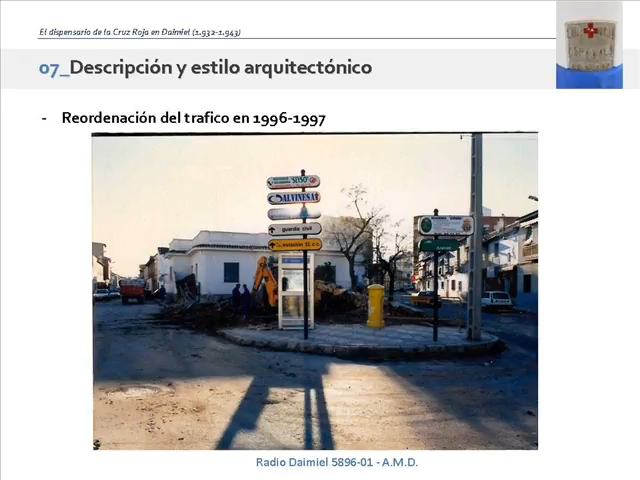 El dispensario de la Cruz Roja en Daimiel (1.932-1.943)
07_Descripción y estilo arquitectónico
- Reordenación del trafico en 1996-1997
ALVINESA
guardia civil
Radio Daimiel 5896-01 - A.M.D.